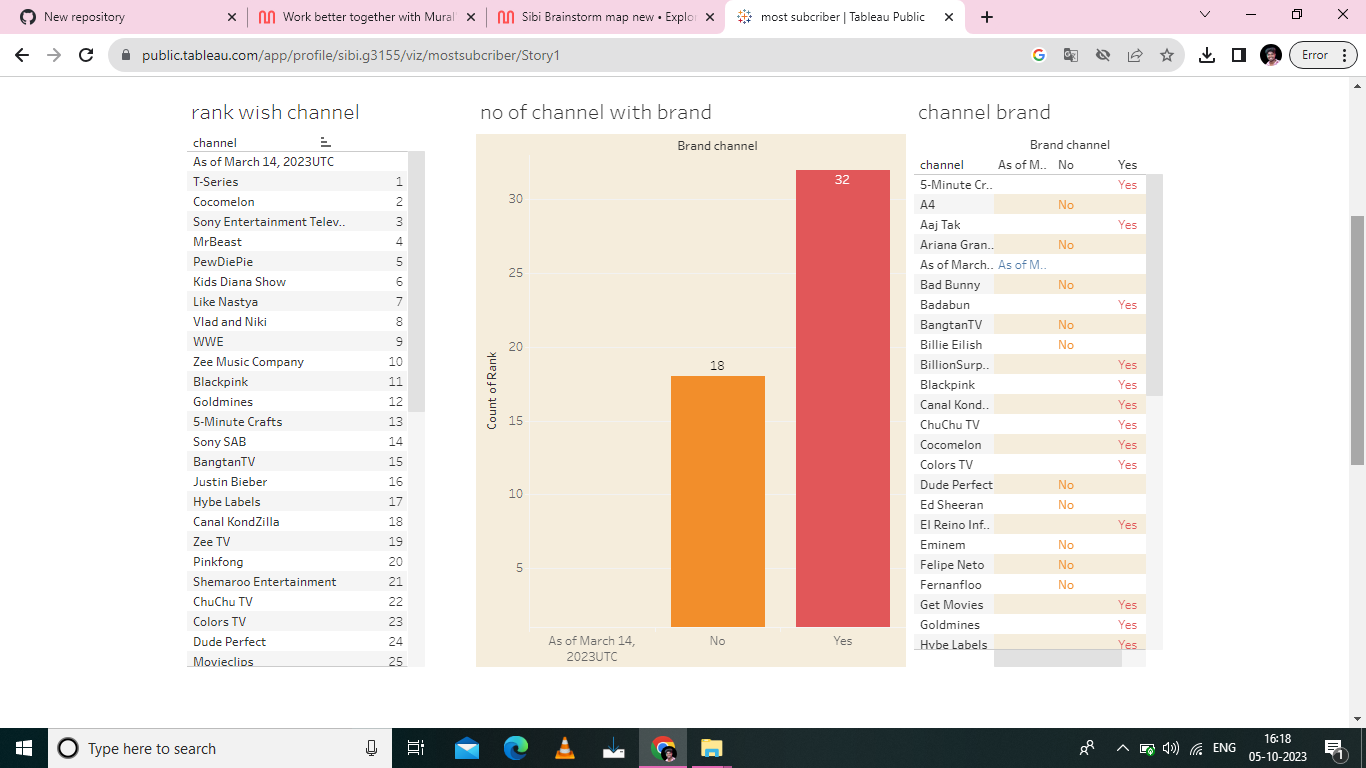 New repository
Work better together with Mural'
Sibi Brainstorm map new • Explo
most subcriber | Tableau Public
public.tableau.com/app/profile/sibi.g3155/viz/mostsubcriber/Story1
Error
rank wish channel
channel
As of March 14, 2023UTC
T-Series 1
Cocomelon 2
Sony Entertainment Telev.. 3
MrBeast 4
PewDiePie 5
Kids Diana Show 6
Like Nastya 7
Vlad and Niki 8
WWE 9
Zee Music Company 10
Blackpink 11
Goldmines 12
5-Minute Crafts 13
Sony SAB 14
BangtanTV 15
Justin Bieber 16
Hybe Labels 17
Canal KondZilla 18
Zee TV 19
Pinkfong 20
Shemaroo Entertainment 21
ChuChu TV 22
Colors TV 23
Dude Perfect 24
Movieclips 25
no of channel with brand
Brand channel
Count of Rank
30
25
20
15
10
5
18
32
As of March 14,
2023UTC
No
Yes
channel brand
Brand channel
channel As of M.. No Yes
5-Minute Cr.. Yes
A4 No
Aaj Tak Yes
Ariana Gran.. No
As of March.. As of M..
Bad Bunny No
Badabun Yes
BangtanTV No
Billie Eilish No
BillionSurp.. Yes
Blackpink Yes
Canal Kond.. Yes
ChuChu TV Yes
Cocomelon Yes
Colors TV Yes
Dude Perfect No
Ed Sheeran No
El Reino Inf.. Yes
Eminem No
Felipe Neto No
Fernanfloo No
Get Movies Yes
Goldmines Yes
Hybe Labels Yes
Type here to search
ENG
16:18
05-10-2023
1